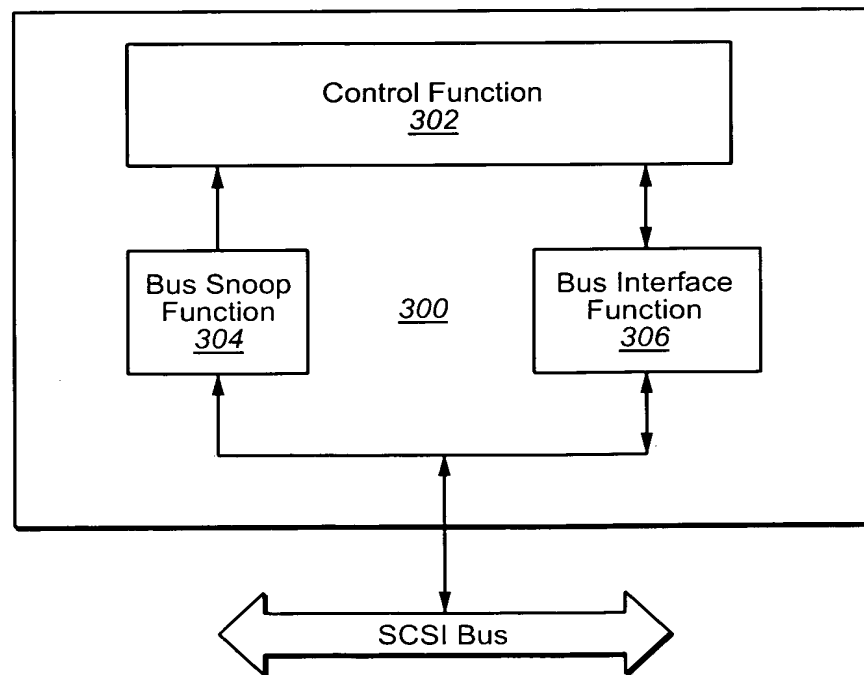 Control Function
302
Bus Snoop
Function
304
300
Bus Interface
Function
306
SCSI Bus